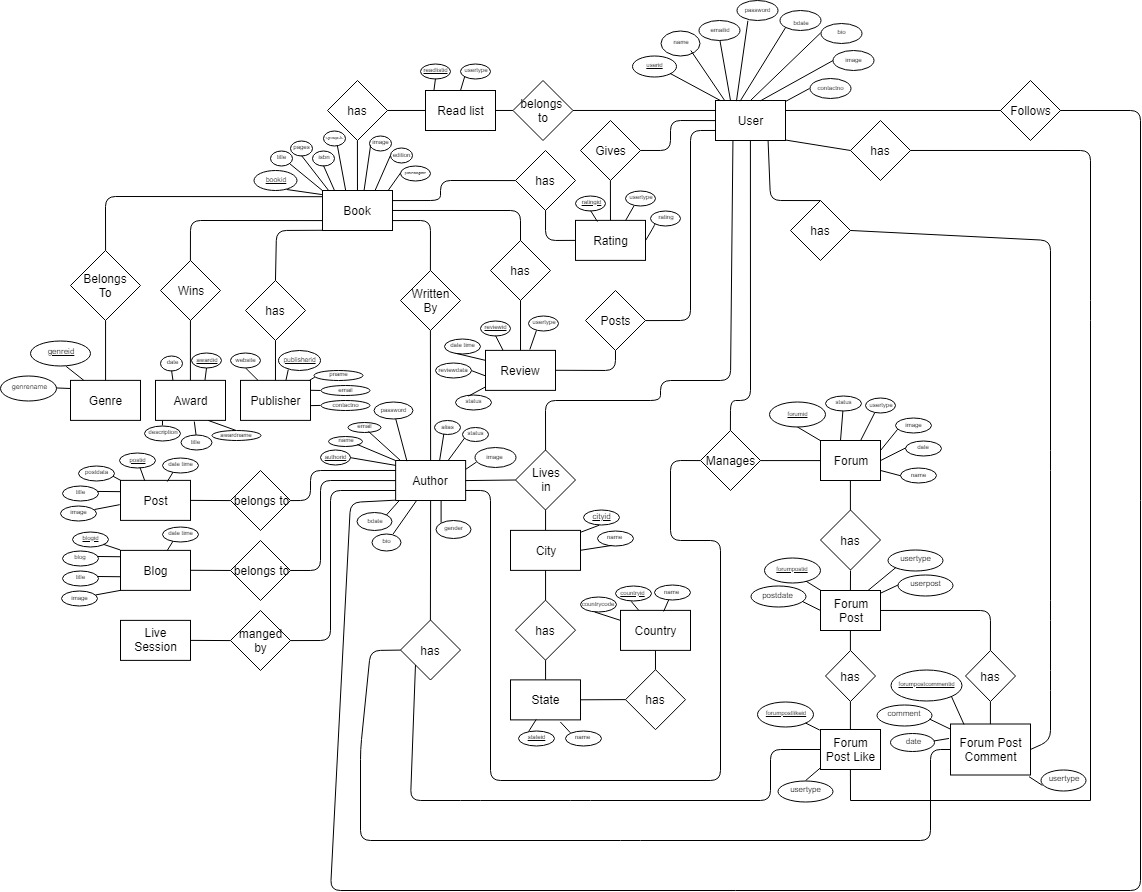 password
emailid
bdate
name
bio
userid
image
contactno
readlistid
usertype
has
Read list
belongs
to
User
Follows
pages
isbn
title
image
edition
bookid
Gives
has
has
Book
ratingid
usertype
rating
Rating
has
Belongs
To
Wins
has
Written
By
has
Posts
reviewid
usertype
date time
reviewdata
status
Review
genreid
genrename
Genre
date
awardid
Award
description
title
awardname
website
publisherid
Publisher
pname
email
contactno
password
email
name
authorid
alias
status
image
Author
bdate
bio
gender
Lives
in
Manages
forumid
status
usertype
image
date
name
Forum
postid
date time
postdata
title
image
Post
belongs to
blogid
date time
blog
title
image
Blog
belongs to
Live
Session
manged
by
has
cityid
name
City
has
countrycode
countryid
name
Country
State
has
stateid
name
has
forumpostid
postdate
usertype
userpost
Forum
Post
has
has
forumpostlikeid
Forum
Post Like
usertype
forumpostcommentid
comment
date
Forum Post
Comment
usertype